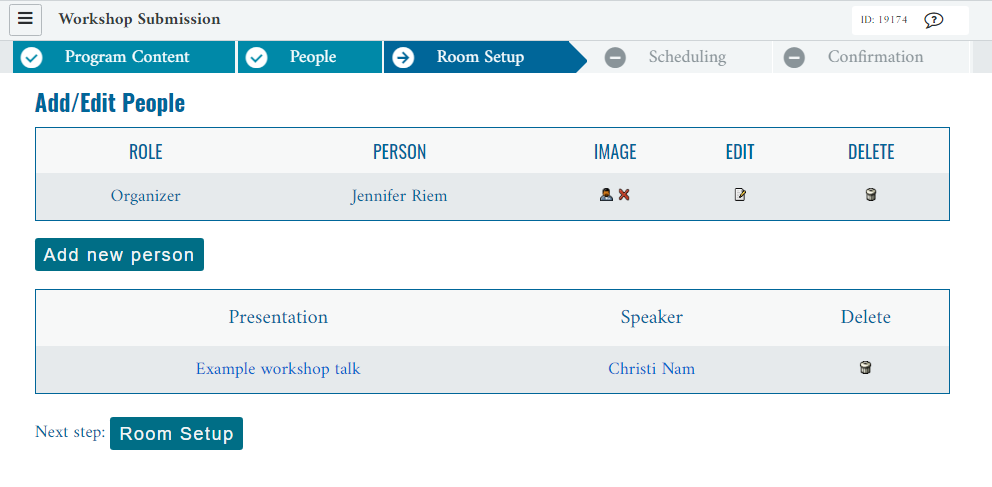 Workshop Submission
ID: 19174 ?
Program Content People Room Setup Scheduling Confirmation
Add/Edit People
ROLE PERSON IMAGE EDIT DELETE
Organizer Jennifer Riem
Add new person
Presentation Speaker Delete
Example workshop talk Christi Nam
Next step: Room Setup